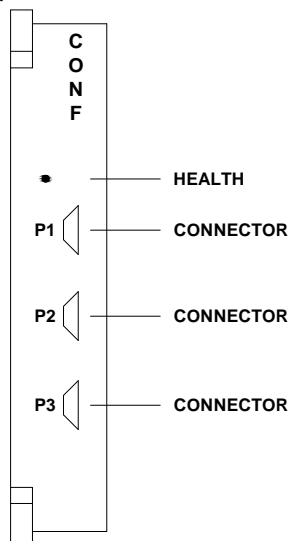 C
O
N
F
HEALTH
P1 CONNECTOR
P2 CONNECTOR
P3 CONNECTOR